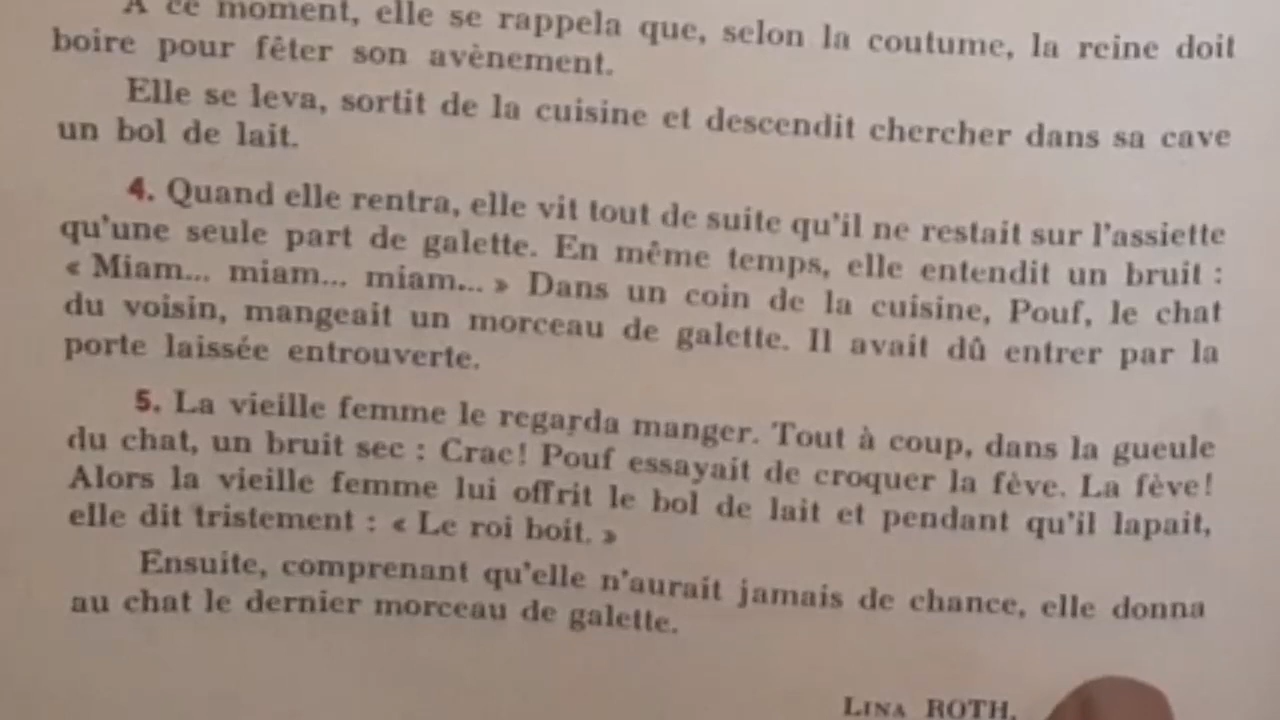 A ce moment, elle se rappela que, selon la coutume, la reine doit
boire pour fêter son avènement.
Elle se leva, sortit de la cuisine et descendit chercher dans sa cave
un bol de lait.
4. Quand elle rentra, elle vit tout de suite qu'il ne restait sur l'assiette
qu'une seule part de galette. En même temps, elle entendit un bruit :
« Miam... miam... miam... » Dans un coin de la cuisine, Pouf, le chat
du voisin, mangeait un morceau de galette. Il avait dû entrer par la
porte laissée entrouverte.
5. La vieille femme le regarda manger. Tout à coup, dans la gueule
du chat, un bruit sec : Crac! Pouf essayait de croquer la fève. La fève!
Alors la vieille femme lui offrit le bol de lait et pendant qu'il lapait,
elle dit tristement : « Le roi boit. »
Ensuite, comprenant qu'elle n'aurait jamais de chance, elle donna
au chat le dernier morceau de galette.
LINA ROTH.